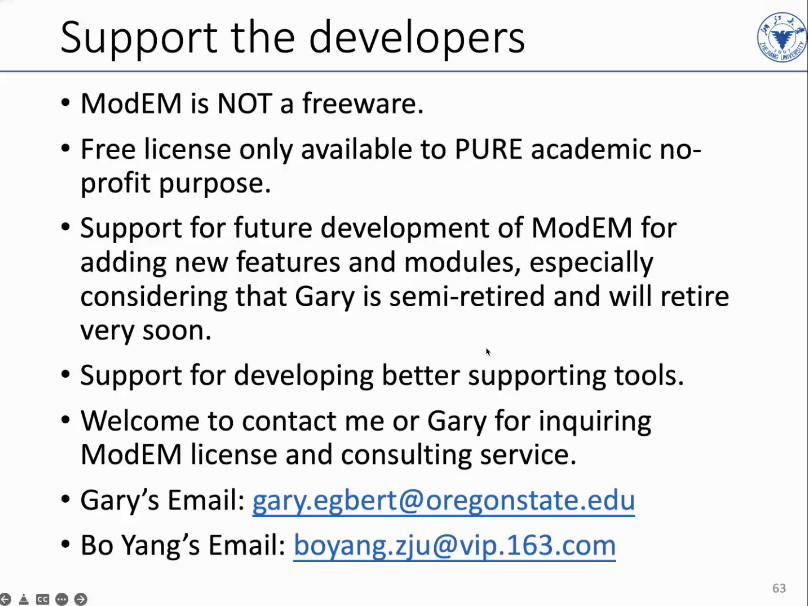 Support the developers
• ModEM is NOT a freeware.
• Free license only available to PURE academic no-
profit purpose.
• Support for future development of ModEM for
adding new features and modules, especially
considering that Gary is semi-retired and will retire
very soon.
• Support for developing better supporting tools.
• Welcome to contact me or Gary for inquiring
ModEM license and consulting service.
• Gary’s Email: gary.egbert@oregonstate.edu
• Bo Yang’s Email: boyang.zju@vip.163.com
63
CC